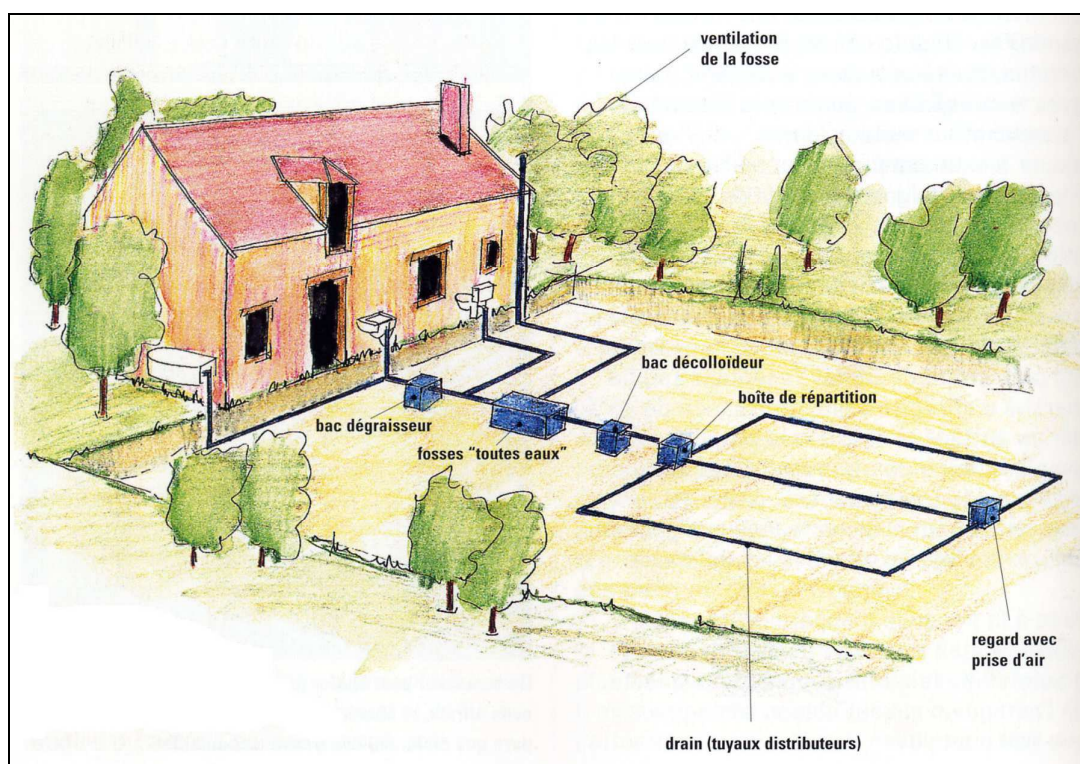 ventilation
de la fosse
bac décolloïdeur
boîte de répartition
bac dégraisseur
fosses "toutes eaux"
regard avec
prise d'air
drain (tuyaux distributeurs)